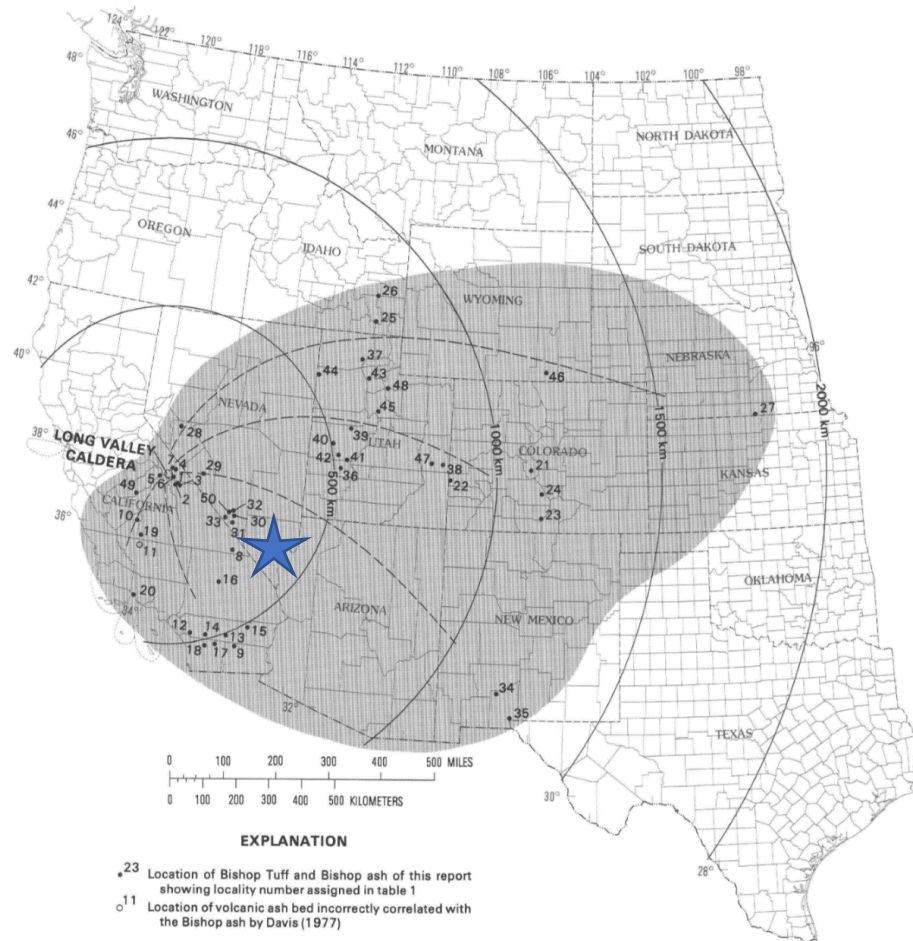 124°
122°
120°
118°
116°
114°
112°
110°
108°
106°
104°
102°
100°
98°
48°
46°
44°
42°
40°
38°
36°
34°
32°
30°
28°
96°
WASHINGTON
MONTANA
NORTH DAKOTA
OREGON
IDAHO
SOUTH DAKOTA
WYOMING
NEBRASKA
NEVADA
UTAH
COLORADO
KANSAS
LONG VALLEY
CALDERA
CALIFORNIA
ARIZONA
NEW MEXICO
OKLAHOMA
TEXAS
500 km
1000 km
1500 km
2000 km
26
25
37
44
43
48
45
46
27
28
39
40
42
41
36
47
38
22
21
24
23
7
4
5
6
1
3
2
29
49
50
32
33
30
31
10
19
11
8
16
20
12
14
13
15
18
17
9
34
35
0 100 200 300 400 500 MILES
0 100 200 300 400 500 KILOMETERS
EXPLANATION
23 Location of Bishop Tuff and Bishop ash of this report
showing locality number assigned in table 1
11 Location of volcanic ash bed incorrectly correlated with
the Bishop ash by Davis (1977)